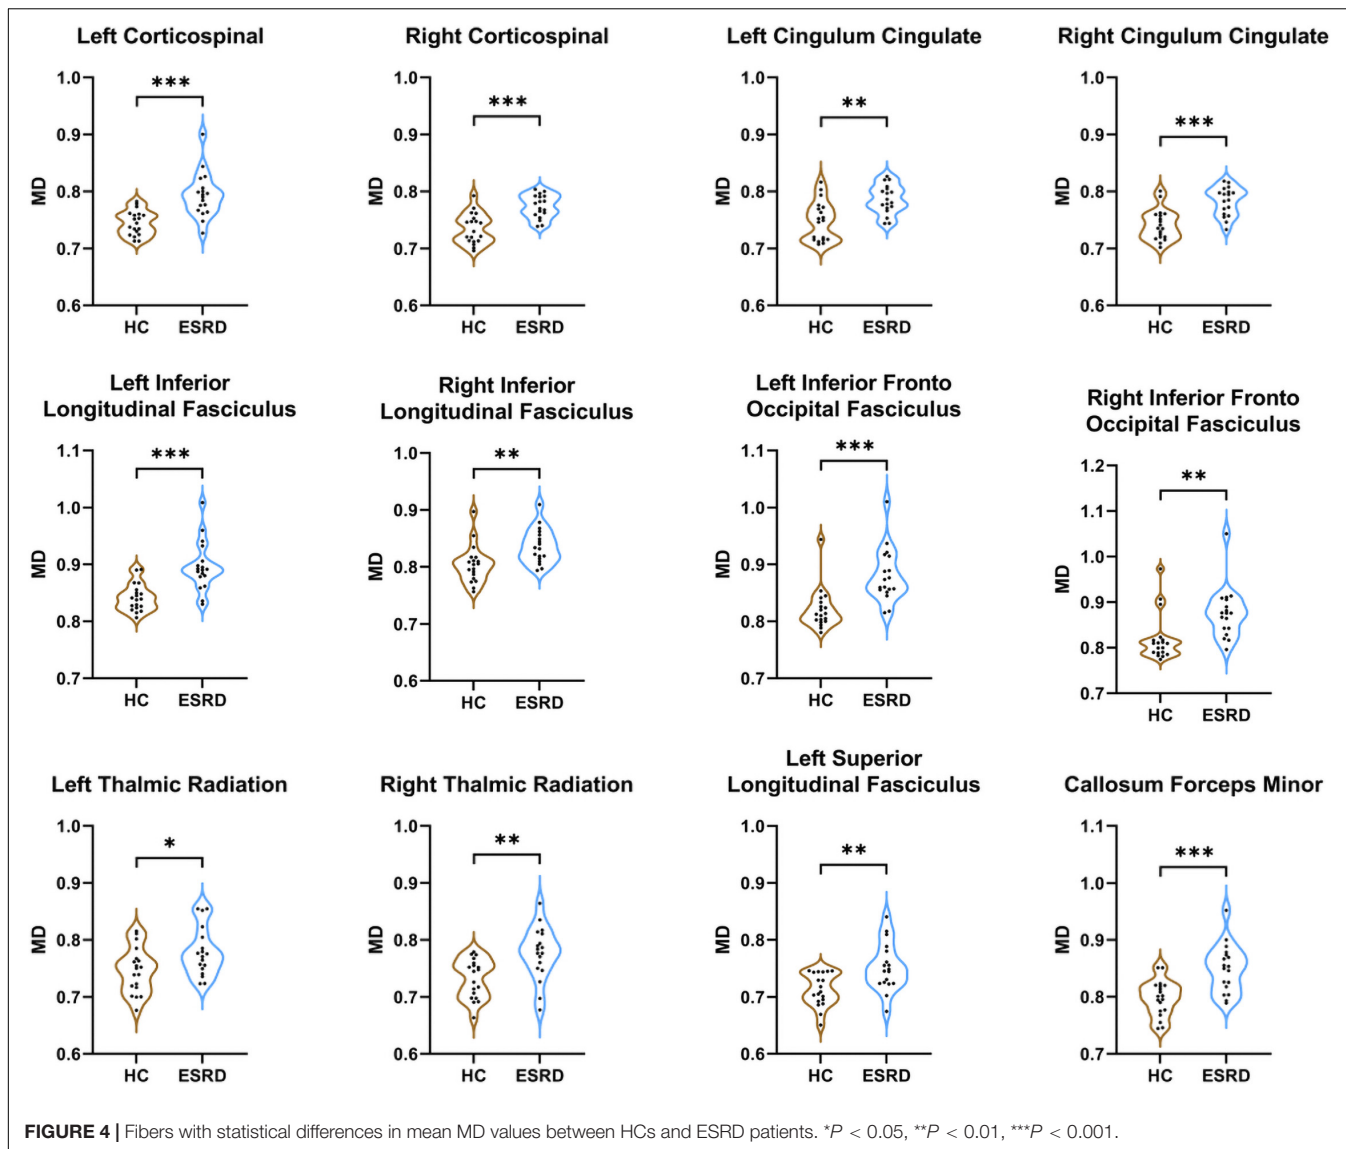 Left Corticospinal
1.0
0.9
0.8
0.7
0.6
MD
***
HC ESRD
Right Corticospinal
1.0
0.9
0.8
0.7
0.6
MD
***
HC ESRD
Left Cingulum Cingulate
1.0
0.9
0.8
0.7
0.6
MD
**
HC ESRD
Right Cingulum Cingulate
1.0
0.9
0.8
0.7
0.6
MD
***
HC ESRD
Left Inferior
Longitudinal Fasciculus
1.1
1.0
0.9
0.8
0.7
MD
***
HC ESRD
Right Inferior
Longitudinal Fasciculus
1.0
0.9
0.8
0.7
0.6
MD
**
HC ESRD
Left Inferior Fronto
Occipital Fasciculus
1.1
1.0
0.9
0.8
0.7
MD
***
HC ESRD
Right Inferior Fronto
Occipital Fasciculus
1.2
1.1
1.0
0.9
0.8
0.7
MD
**
HC ESRD
Left Thalmic Radiation
1.0
0.9
0.8
0.7
0.6
MD
*
HC ESRD
Right Thalmic Radiation
1.0
0.9
0.8
0.7
0.6
MD
**
HC ESRD
Left Superior
Longitudinal Fasciculus
1.0
0.9
0.8
0.7
0.6
MD
**
HC ESRD
Callosum Forceps Minor
1.1
1.0
0.9
0.8
0.7
MD
***
HC ESRD
FIGURE 4 | Fibers with statistical differences in mean MD values between HCs and ESRD patients. *P < 0.05, **P < 0.01, ***P < 0.001.